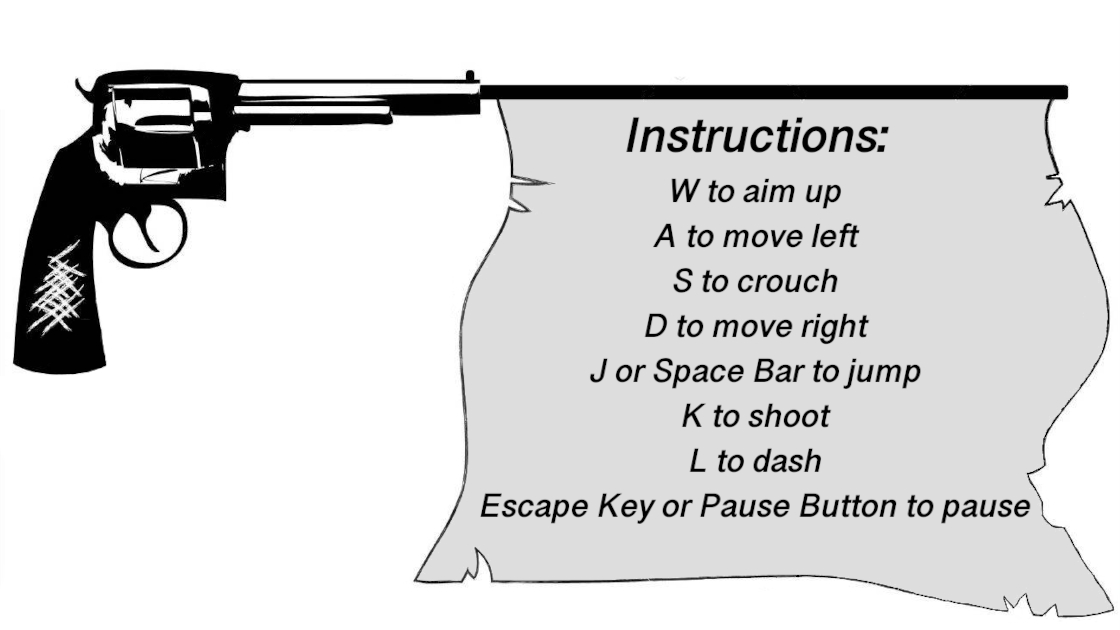 Instructions:
W to aim up
A to move left
S to crouch
D to move right
J or Space Bar to jump
K to shoot
L to dash
Escape Key or Pause Button to pause